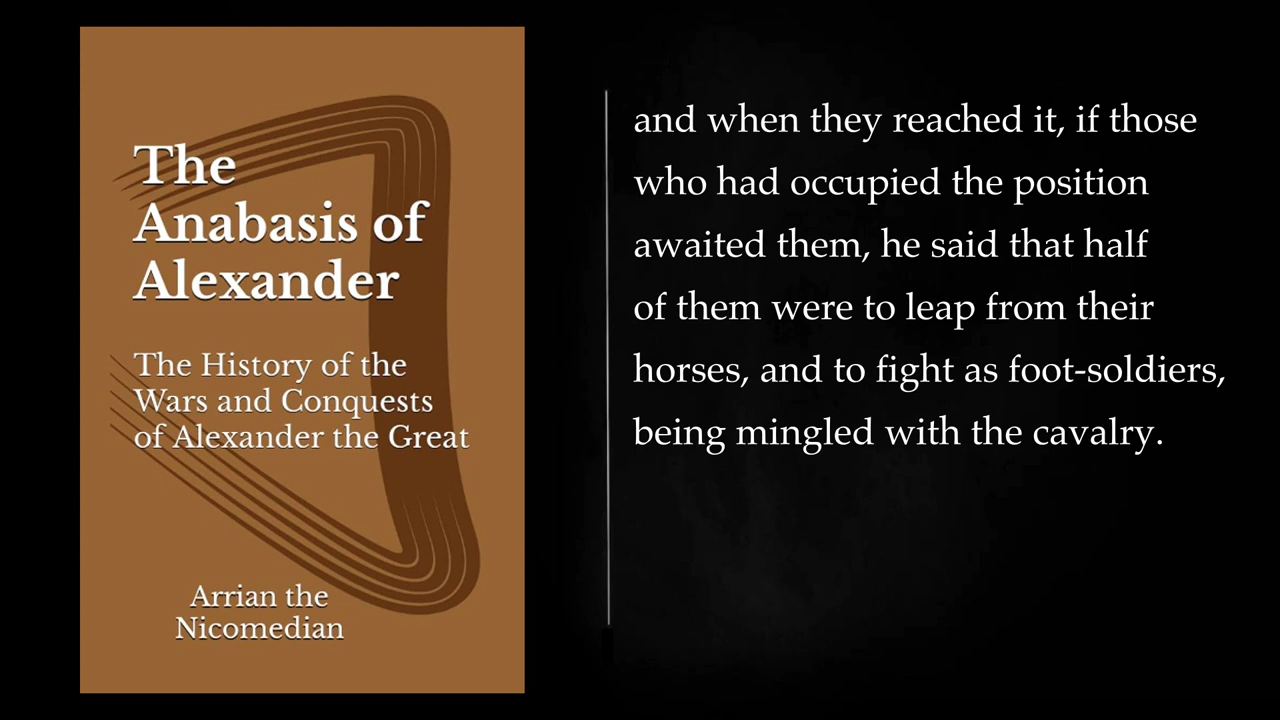 The
Anabasis of
Alexander
The History of the
Wars and Conquests
of Alexander the Great
Arrian the
Nicomedian
and when they reached it, if those
who had occupied the position
awaited them, he said that half
of them were to leap from their
horses, and to fight as foot-soldiers,
being mingled with the cavalry.